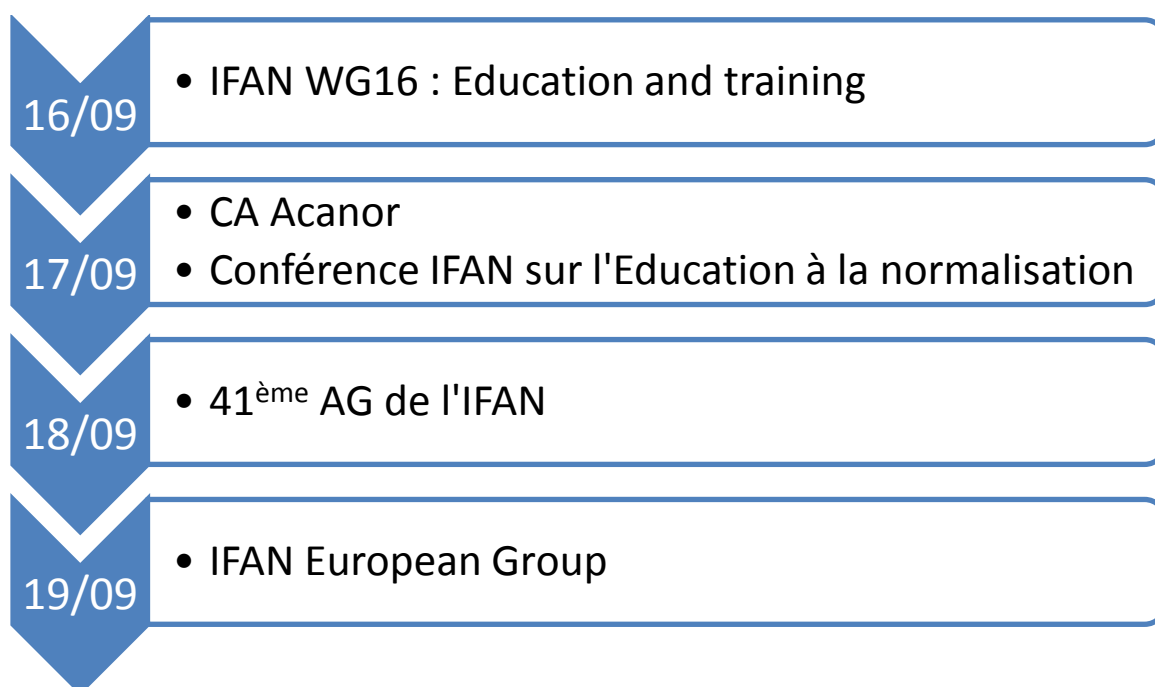 16/09
• IFAN WG16 : Education and training
17/09
• CA Acanor
• Conférence IFAN sur l'Education à la normalisation
18/09
• 41ème AG de l'IFAN
19/09
• IFAN European Group